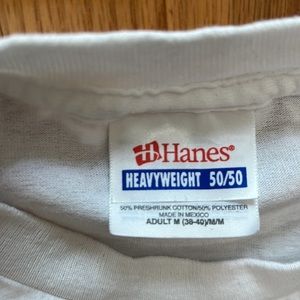 Hanes®
HEAVYWEIGHT 50/50
50% PRESHRUNK COTTON/50% POLYESTER
MADE IN MEXICO
ADULT M (38-40)/M/M